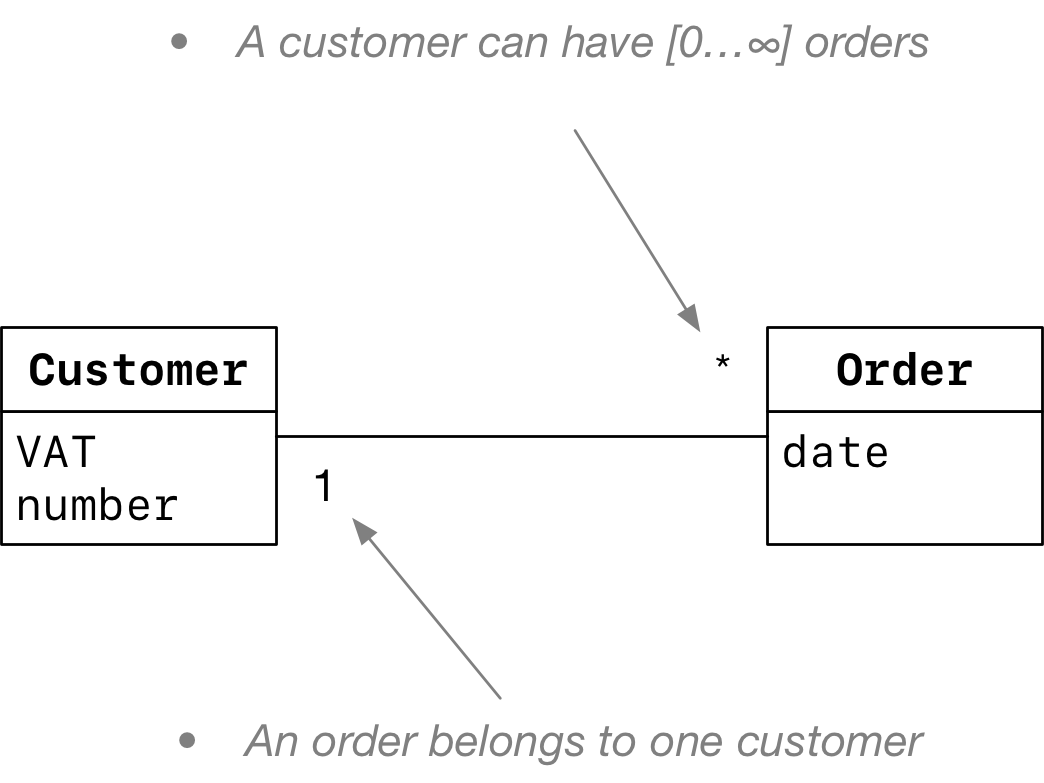 • A customer can have [0…∞] orders
Customer
*
Order
VAT
number
date
1
• An order belongs to one customer